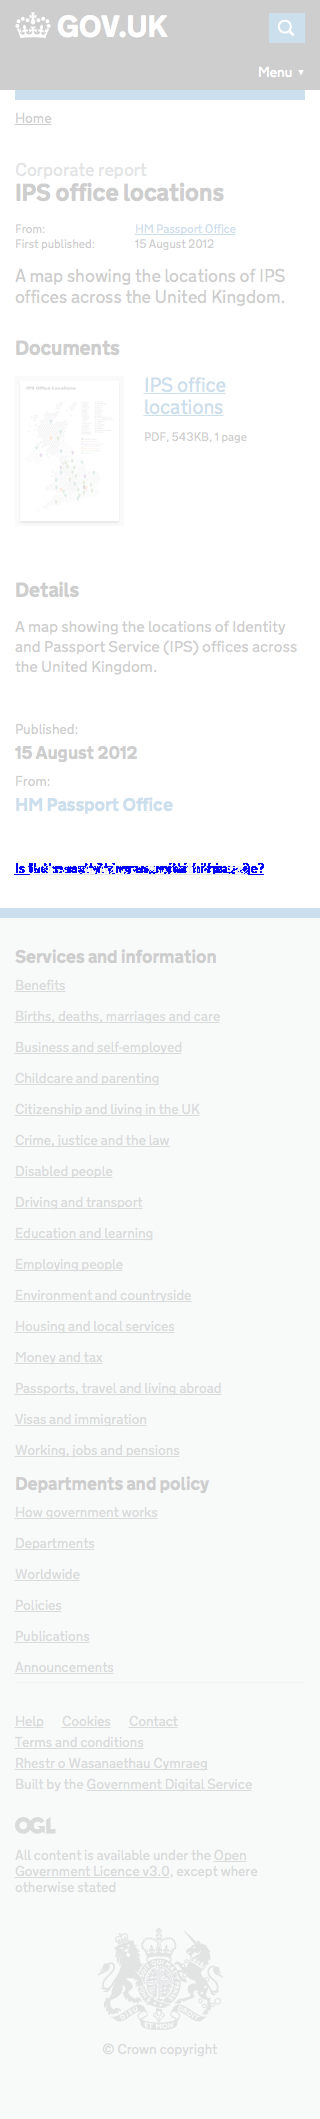 GOV.UK
Menu ▼
Home
Corporate report
IPS office locations
From: HM Passport Office
First published: 15 August 2012
A map showing the locations of IPS
offices across the United Kingdom.
Documents
IPS Office Locations
IPS office
locations
PDF, 543KB, 1 page
Details
A map showing the locations of Identity
and Passport Service (IPS) offices across
the United Kingdom.
Published:
15 August 2012
From:
HM Passport Office
Services and information
Benefits
Births, deaths, marriages and care
Business and self-employed
Childcare and parenting
Citizenship and living in the UK
Crime, justice and the law
Disabled people
Driving and transport
Education and learning
Employing people
Environment and countryside
Housing and local services
Money and tax
Passports, travel and living abroad
Visas and immigration
Working, jobs and pensions
Departments and policy
How government works
Departments
Worldwide
Policies
Publications
Announcements
Help Cookies Contact
Terms and conditions
Rhestr o Wasanaethau Cymraeg
Built by the Government Digital Service
OGL
All content is available under the Open
Government Licence v3.0, except where
otherwise stated
© Crown copyright